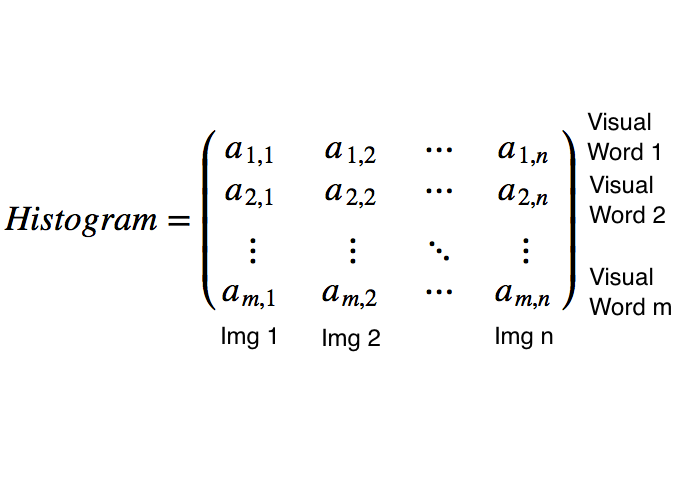 Visual
Word 1
a1,1 a1,2 ⋯ a1,n
Visual
Word 2
a2,1 a2,2 ⋯ a2,n
Histogram =
⋮ ⋮ ⋱ ⋮
Visual
Word m
am,1 am,2 ⋯ am,n
Img 1 Img 2 Img n